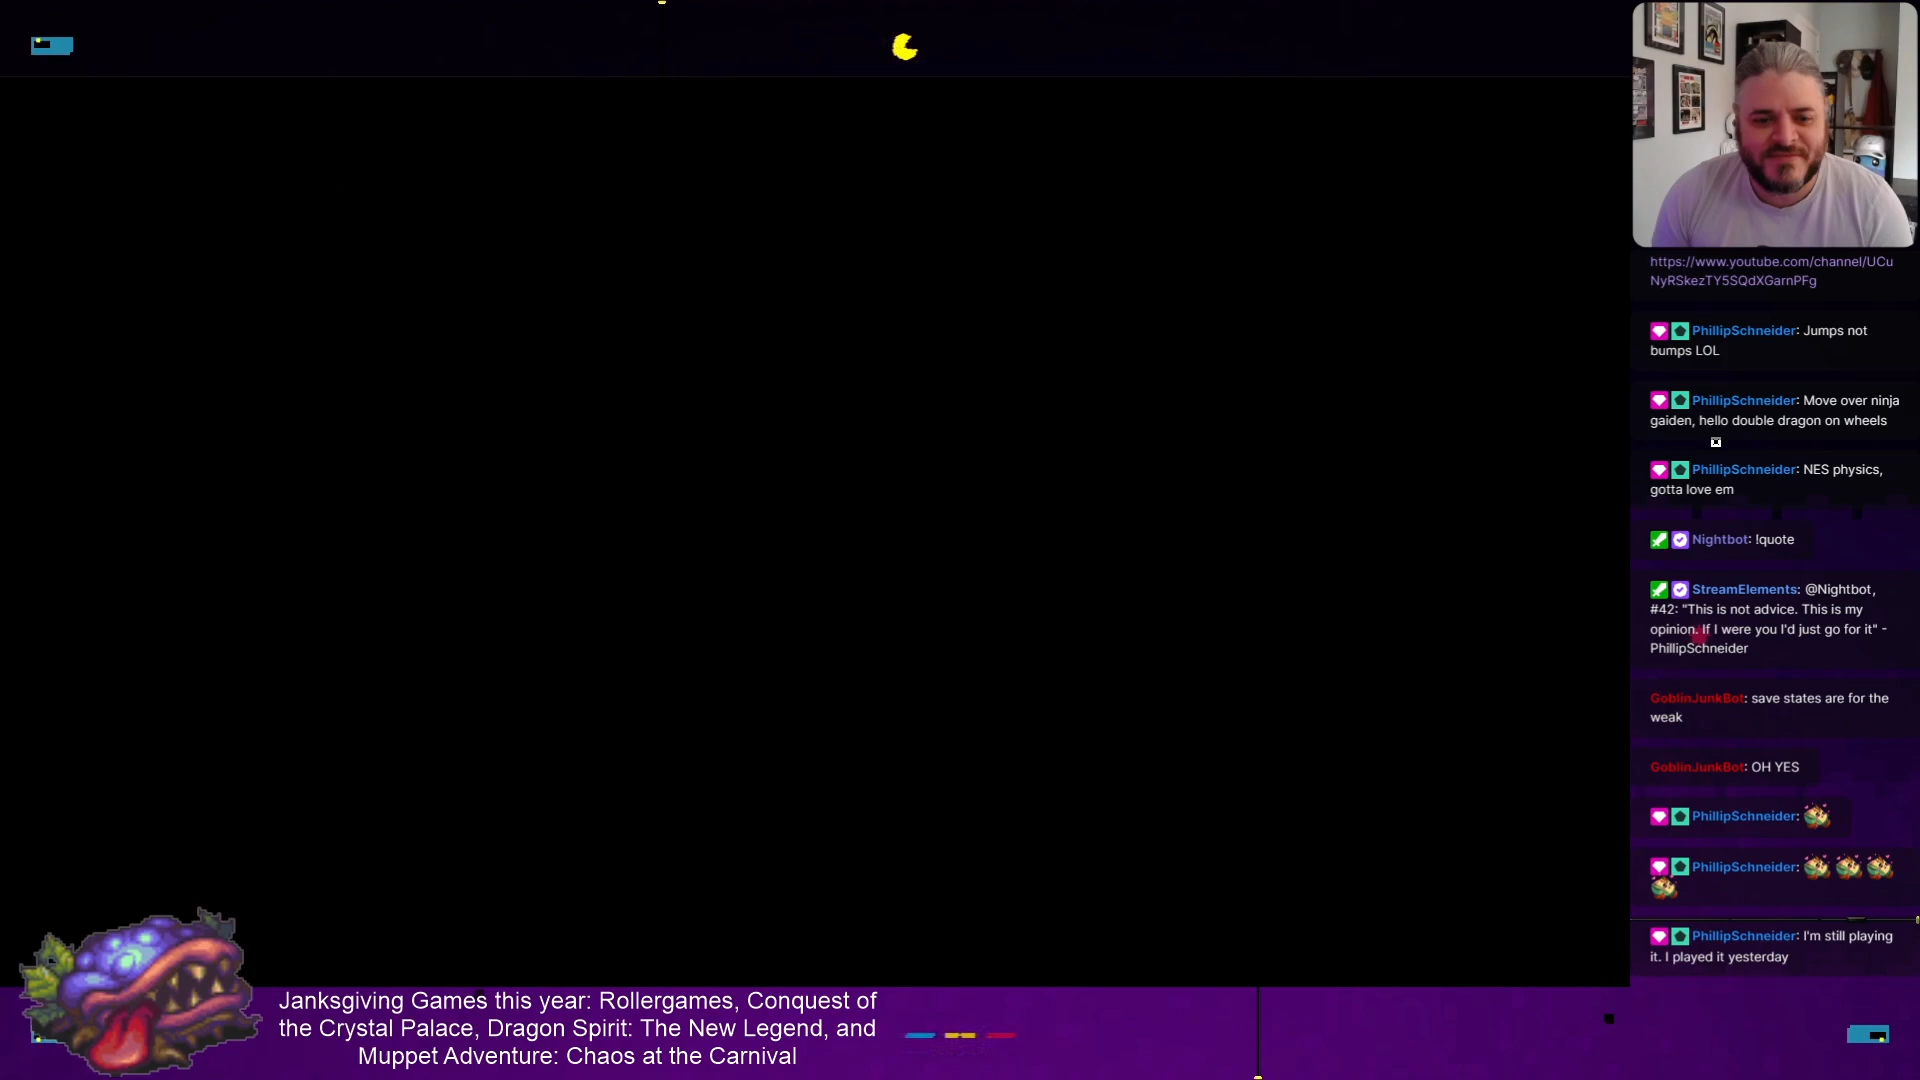 https://www.youtube.com/channel/UCu
NyRSkezTY5SQdXGarnPFg
PhillipSchneider: Jumps not
bumps LOL
PhillipSchneider: Move over ninja
gaiden, hello double dragon on wheels
PhillipSchneider: NES physics,
gotta love em
Nightbot: !quote
StreamElements: @Nightbot,
#42: "This is not advice. This is my
opinion. If I were you I'd just go for it" -
PhillipSchneider
GoblinJunkBot: save states are for the
weak
GoblinJunkBot: OH YES
PhillipSchneider:
PhillipSchneider:
PhillipSchneider: I'm still playing
it. I played it yesterday
Janksgiving Games this year: Rollergames, Conquest of
the Crystal Palace, Dragon Spirit: The New Legend, and
Muppet Adventure: Chaos at the Carnival